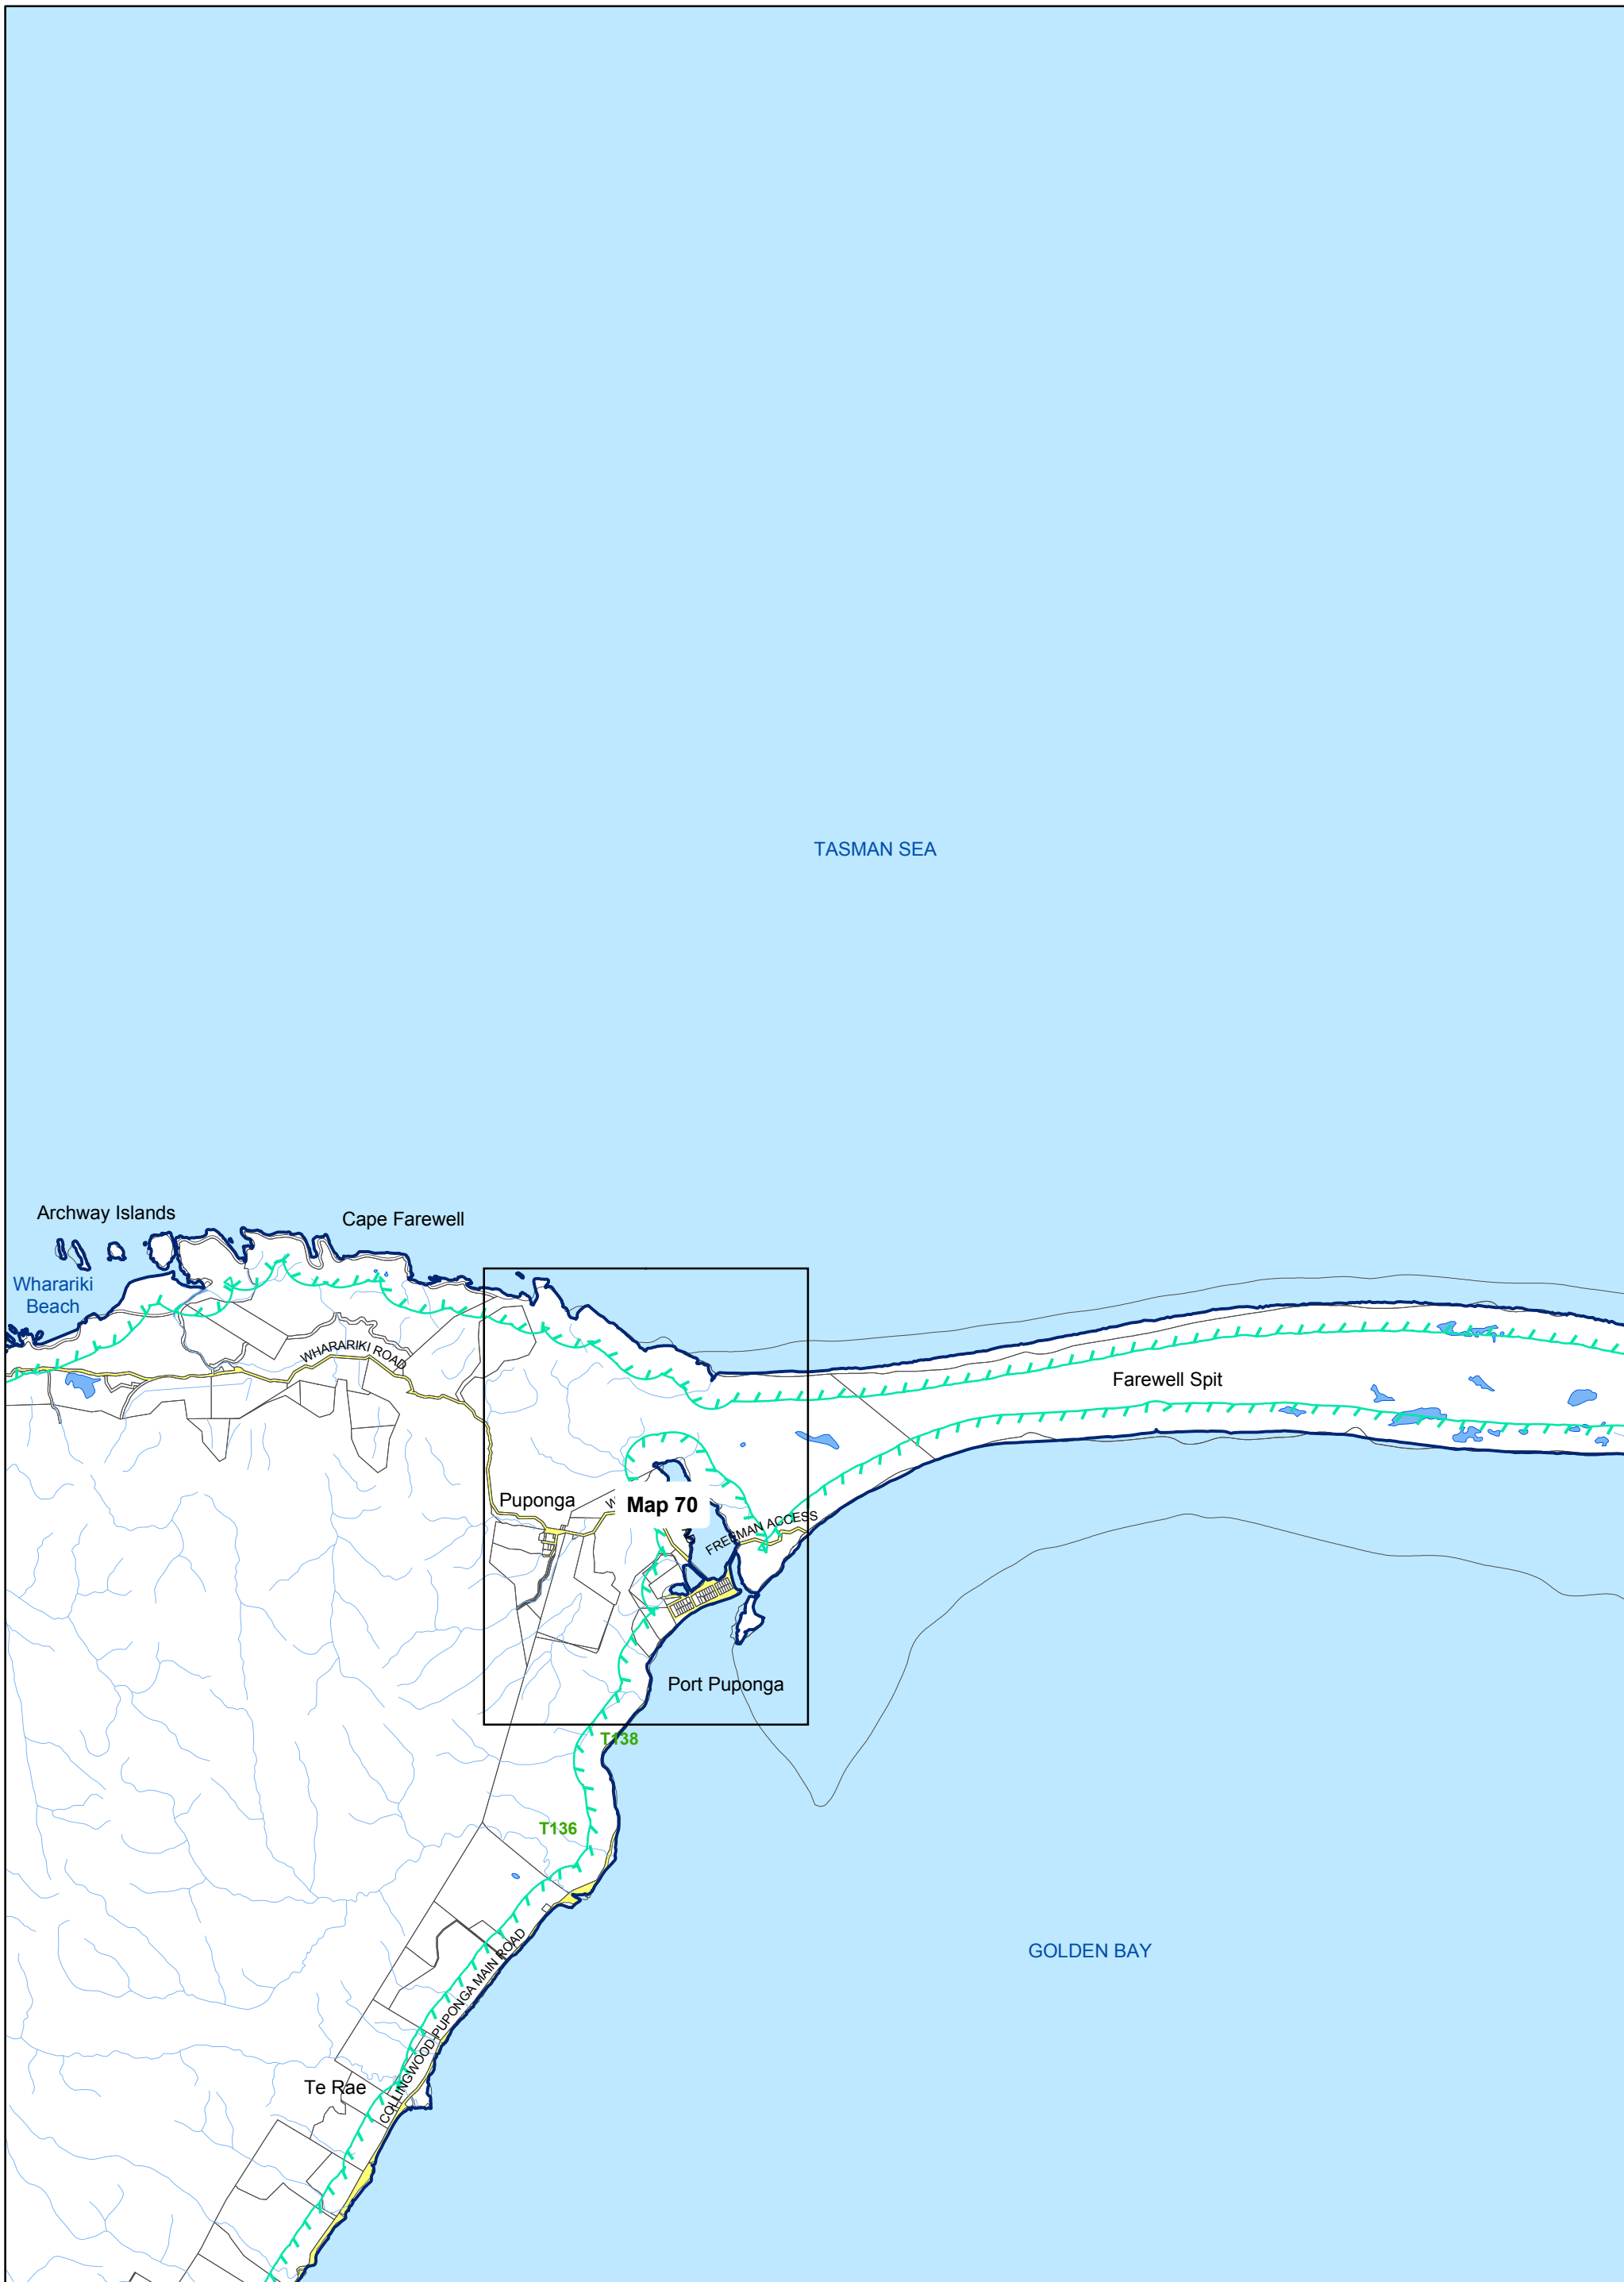 TASMAN SEA
Archway Islands
Cape Farewell
Wharariki
Beach
WHARARIKI ROAD
Farewell Spit
Puponga
Map 70
FREEMAN ACCESS
Port Puponga
T138
T136
GOLDEN BAY
COLLINGWOOD-PUPONGA MAIN ROAD
Te Rae